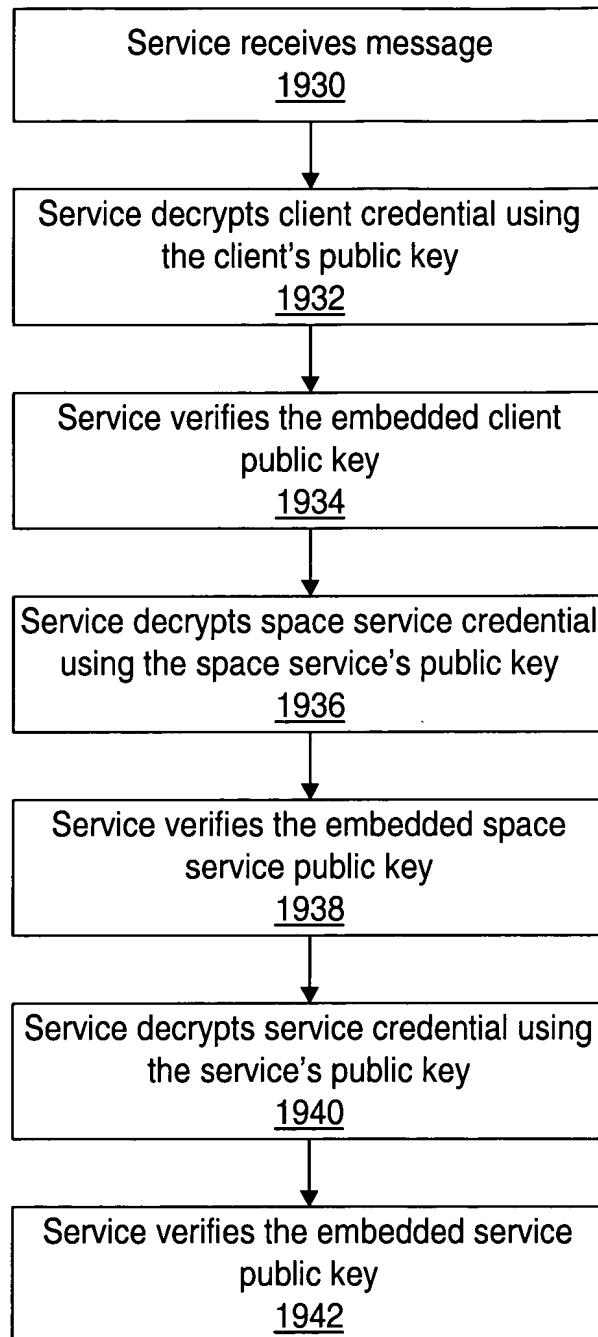 Service receives message
1930
Service decrypts client credential using
the client's public key
1932
Service verifies the embedded client
public key
1934
Service decrypts space service credential
using the space service's public key
1936
Service verifies the embedded space
service public key
1938
Service decrypts service credential using
the service's public key
1940
Service verifies the embedded service
public key
1942